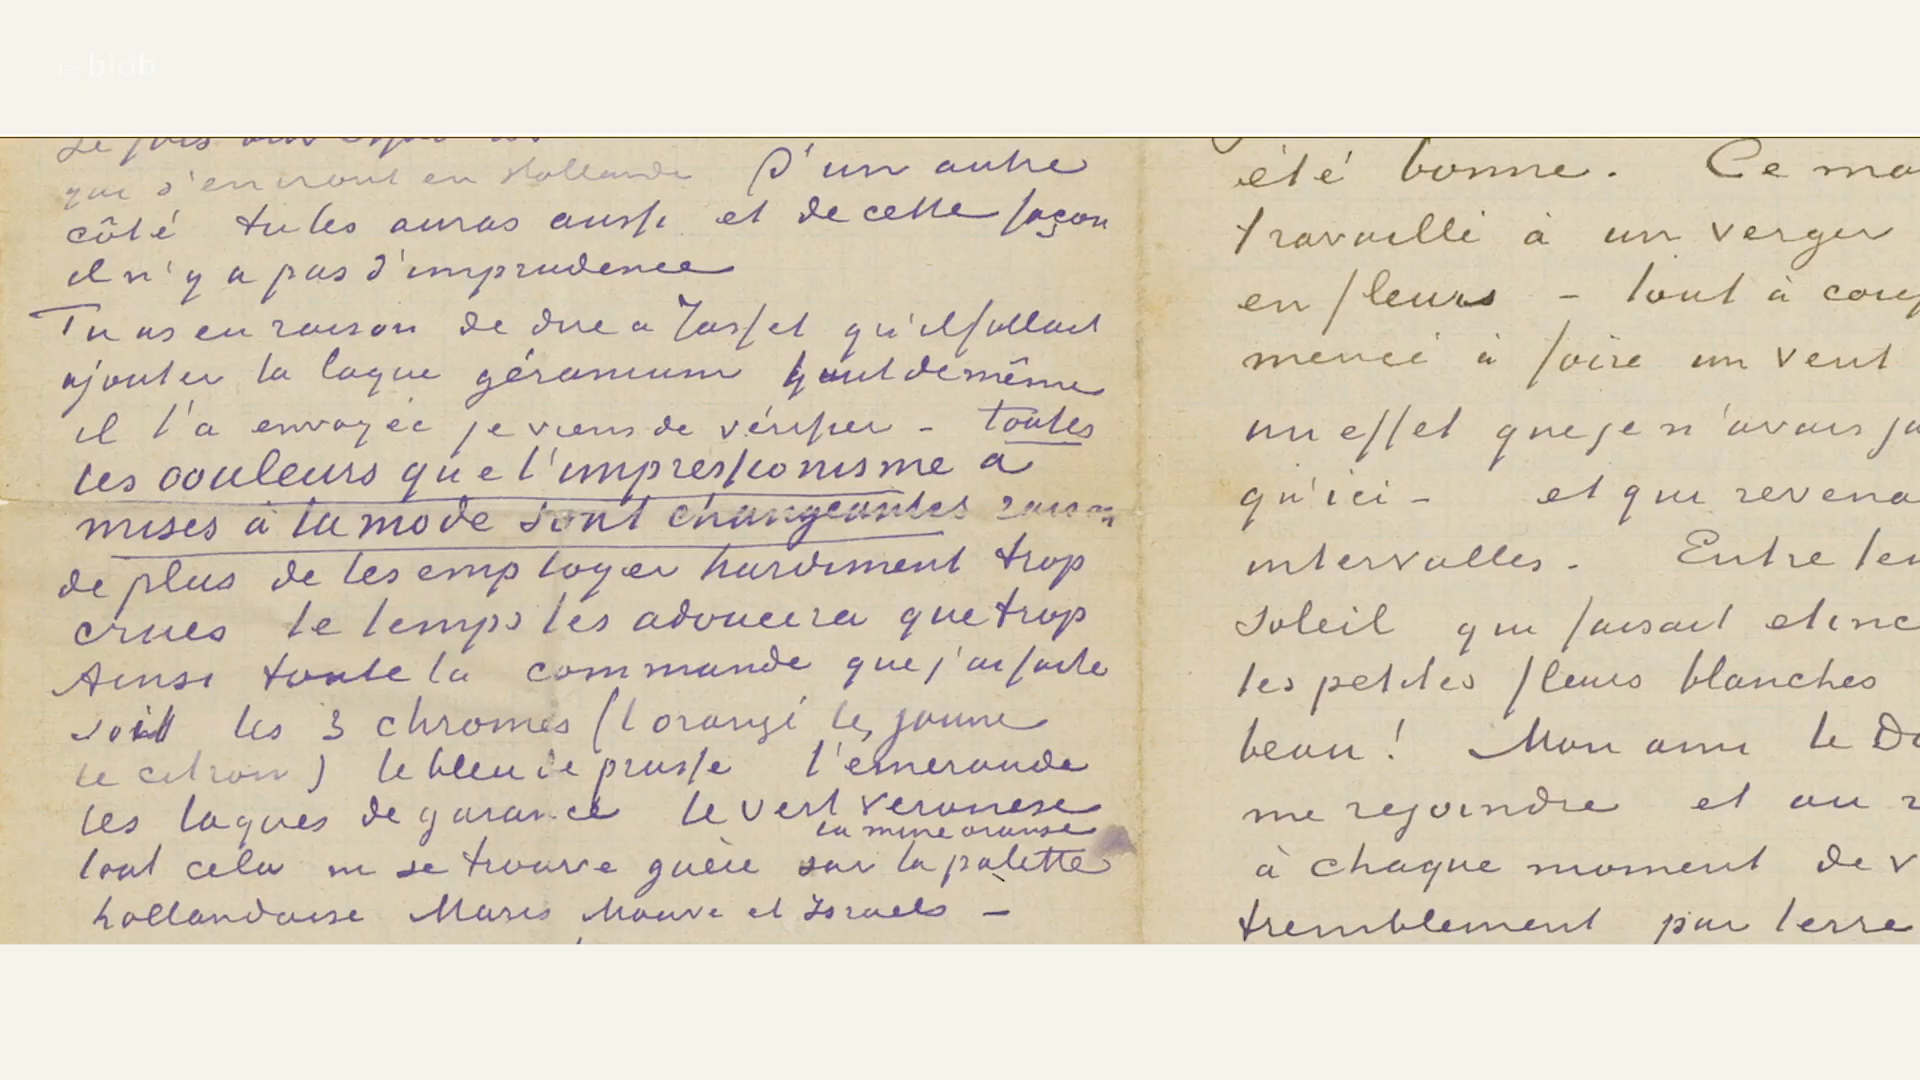 le blob
que s'en iront en Hollande D'un autre
côté tu les auras aussi et de cette façon
il n'y a pas d'imprudence
Tu as eu raison de dire à Tasset qu'il fallait
ajouter la laque géranium tout de même
il l'a envoyée je viens de vérifier – toutes
les couleurs que l'impressionisme a
mises à la mode sont changeantes raison
de plus de les employer hardiment trop
crues le temps les adoucira que trop
Ainsi toute la commande que j'ai faite
soit les 3 chromes (l'orangé le, jaune
le citron) le bleu de prusse l'emeraude
les laques de garance le vert Veronese
la mine orange
tout cela ne se trouve guère sur la palette
hollandaise Maris Mauve et Israels –
été bonne. Ce ma
travaillé à un verger
en fleurs – tout à coup
mencé à faire un vent
un effet que je n'avais ja
qu'ici – et qui revena
intervalles. Entre tem
soleil qui faisait etinc
les petites fleurs blanches
beau! Mon ami le Da
me rejoindre et au r
à chaque moment de v
tremblement par terre